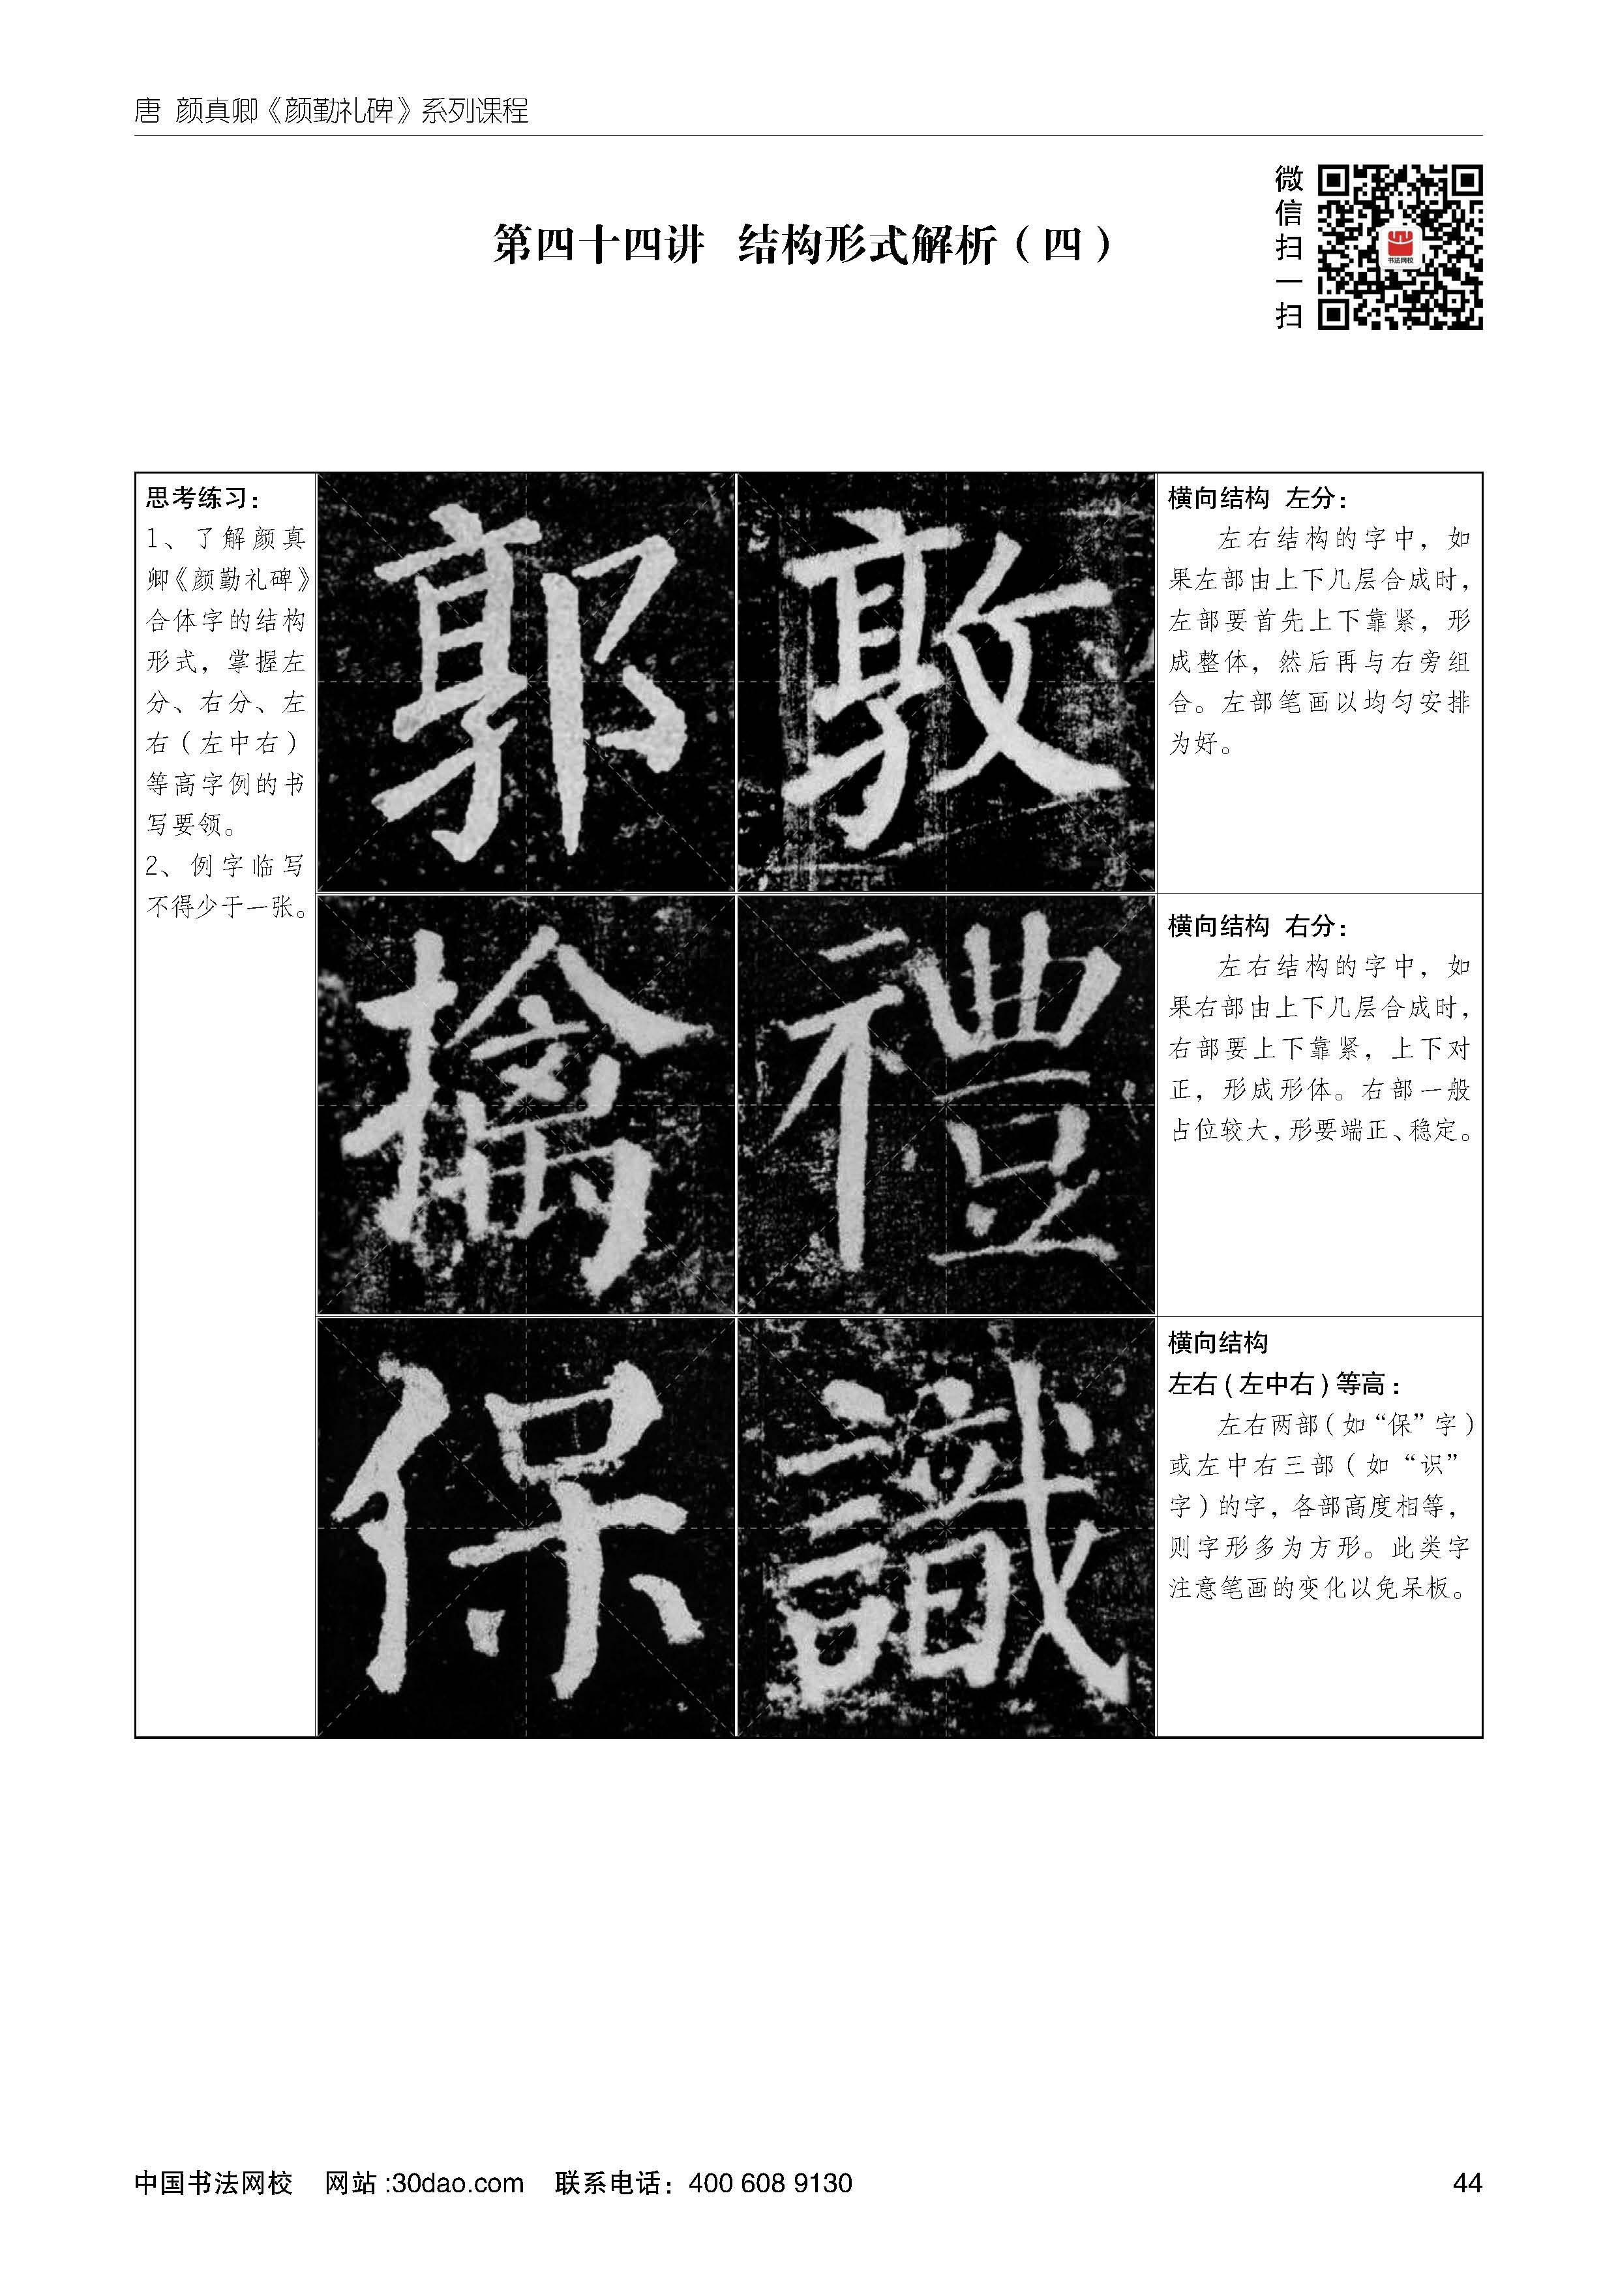 唐 颜真卿《颜勤礼碑》系列课程
微信扫一扫
书法网校
第四十四讲 结构形式解析（四）
思考练习：
1、了解颜真
卿《颜勤礼碑》
合体字的结构
形式，掌握左
分、右分、左
右（左中右）
等高字例的书
写要领。
2、例字临写
不得少于一张。
郭 敦
擒 禮
保 識
横向结构 左分：
左右结构的字中，如
果左部由上下几层合成时，
左部要首先上下靠紧，形
成整体，然后再与右旁组
合。左部笔画以均匀安排
为好。
横向结构 右分：
左右结构的字中，如
果右部由上下几层合成时，
右部要上下靠紧，上下对
正，形成形体。右部一般
占位较大，形要端正、稳定。
横向结构
左右（左中右）等高：
左右两部（如“保”字）
或左中右三部（如“识”
字）的字，各部高度相等，
则字形多为方形。此类字
注意笔画的变化以免呆板。
中国书法网校 网站:30dao.com 联系电话：400 608 9130
44